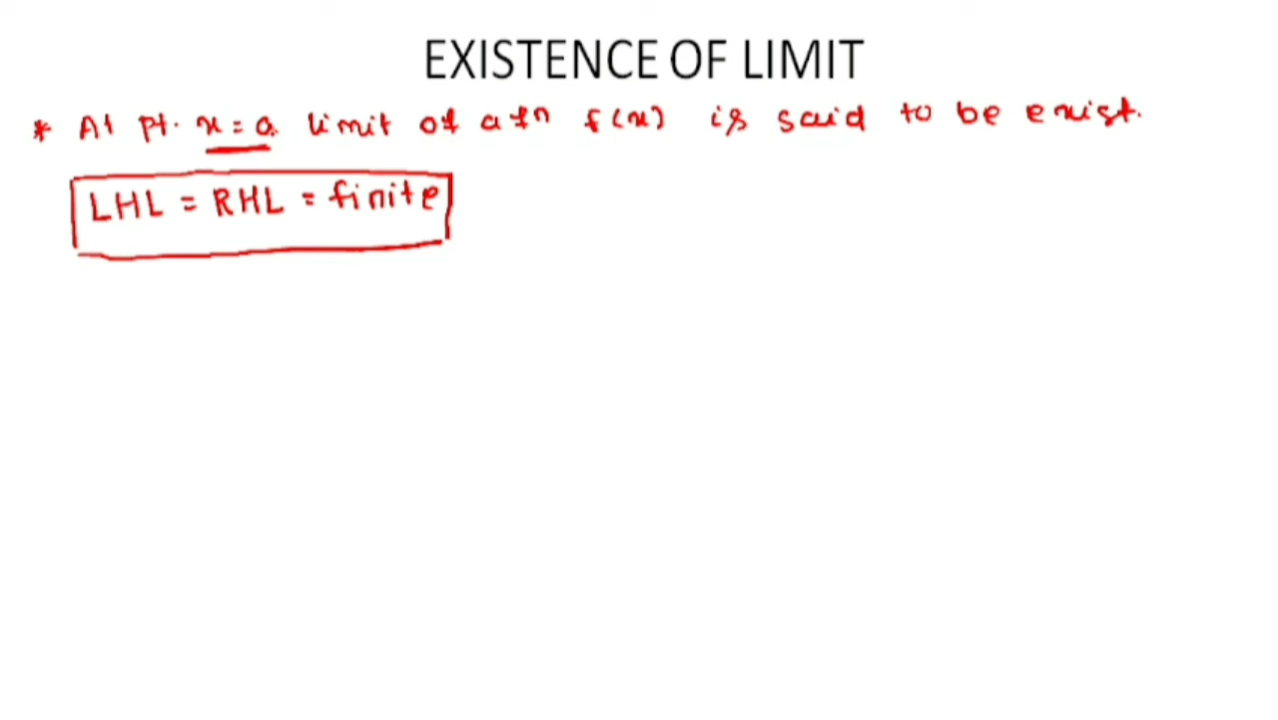 EXISTENCE OF LIMIT
* At pt. x = a limit of a fn f(x) is said to be exist.
LHL = RHL = finite